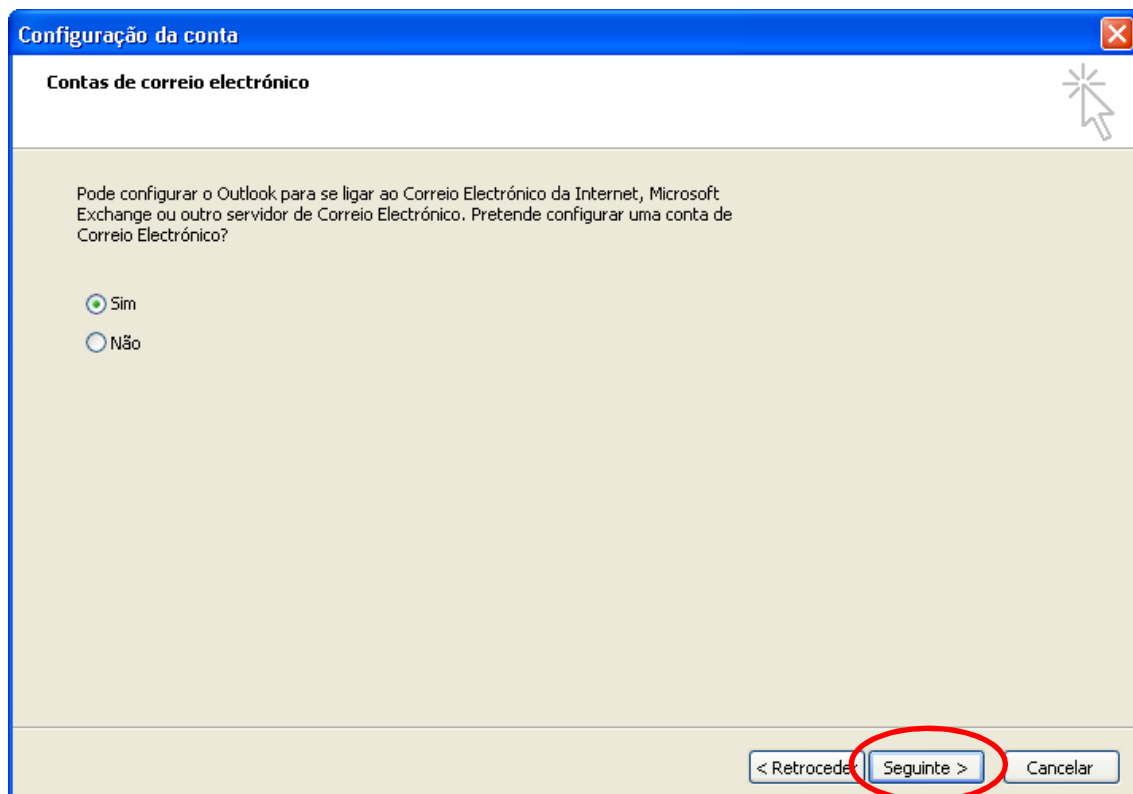 Configuração da conta
Contas de correio electrónico
Pode configurar o Outlook para se ligar ao Correio Electrónico da Internet, Microsoft
Exchange ou outro servidor de Correio Electrónico. Pretende configurar uma conta de
Correio Electrónico?
Sim
Não
< Retroceder Seguinte > Cancelar